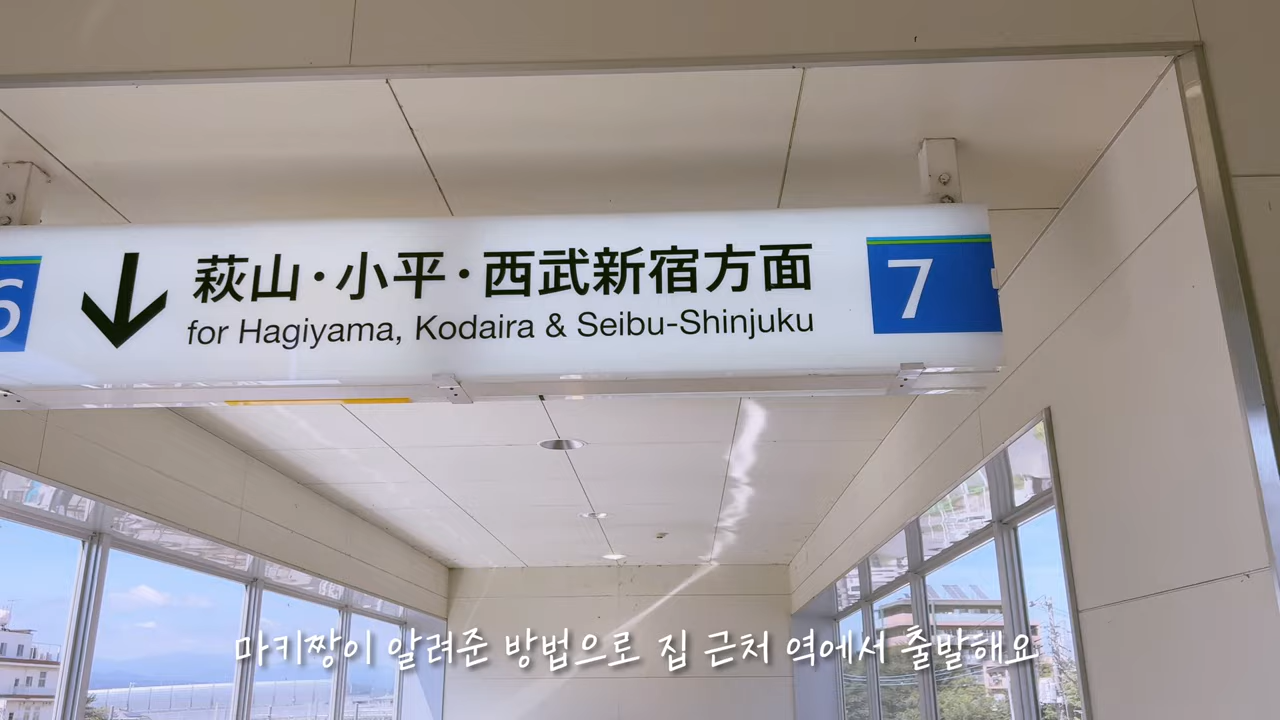 6
↓ 萩山・小平・西武新宿方面
for Hagiyama, Kodaira & Seibu-Shinjuku
7
마키짱이 알려준 방법으로 집 근처 역에서 출발해요